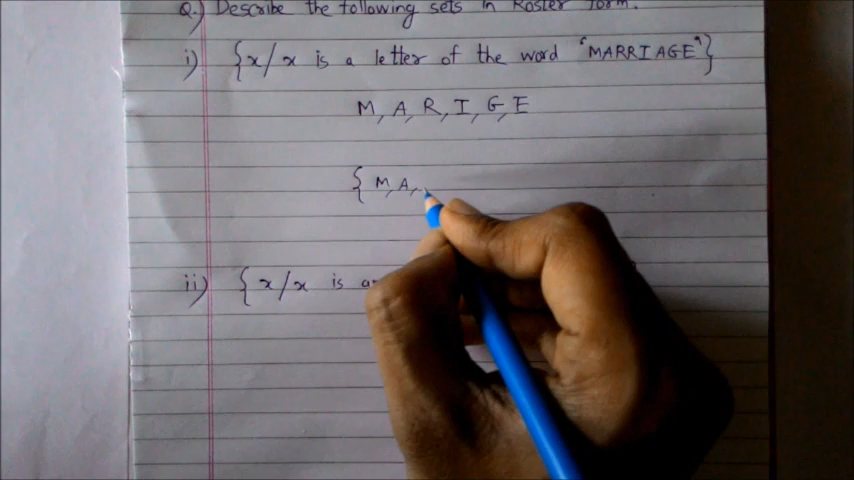 Q.) Describe the following sets in Roster form.
i) {x/x is a letter of the word "MARRIAGE"}
M, A, R, I, G, E
{ M, A,
ii) { x/x is